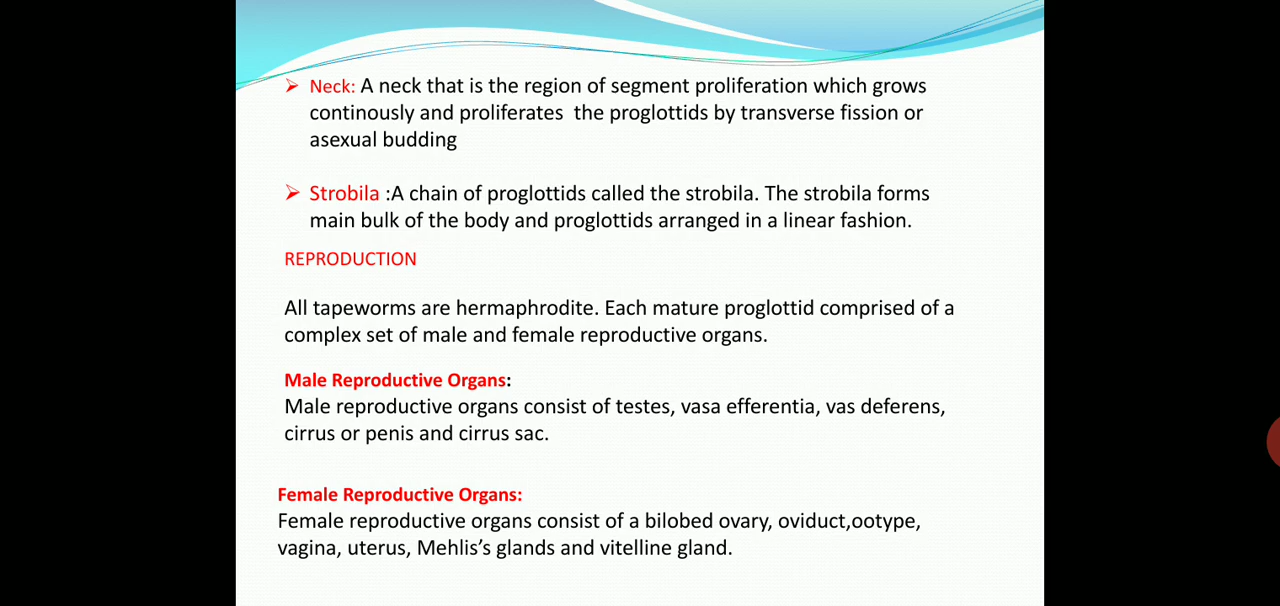 ➢ Neck: A neck that is the region of segment proliferation which grows
continously and proliferates the proglottids by transverse fission or
asexual budding
➢ Strobila :A chain of proglottids called the strobila. The strobila forms
main bulk of the body and proglottids arranged in a linear fashion.
REPRODUCTION
All tapeworms are hermaphrodite. Each mature proglottid comprised of a
complex set of male and female reproductive organs.
Male Reproductive Organs:
Male reproductive organs consist of testes, vasa efferentia, vas deferens,
cirrus or penis and cirrus sac.
Female Reproductive Organs:
Female reproductive organs consist of a bilobed ovary, oviduct,ootype,
vagina, uterus, Mehlis’s glands and vitelline gland.